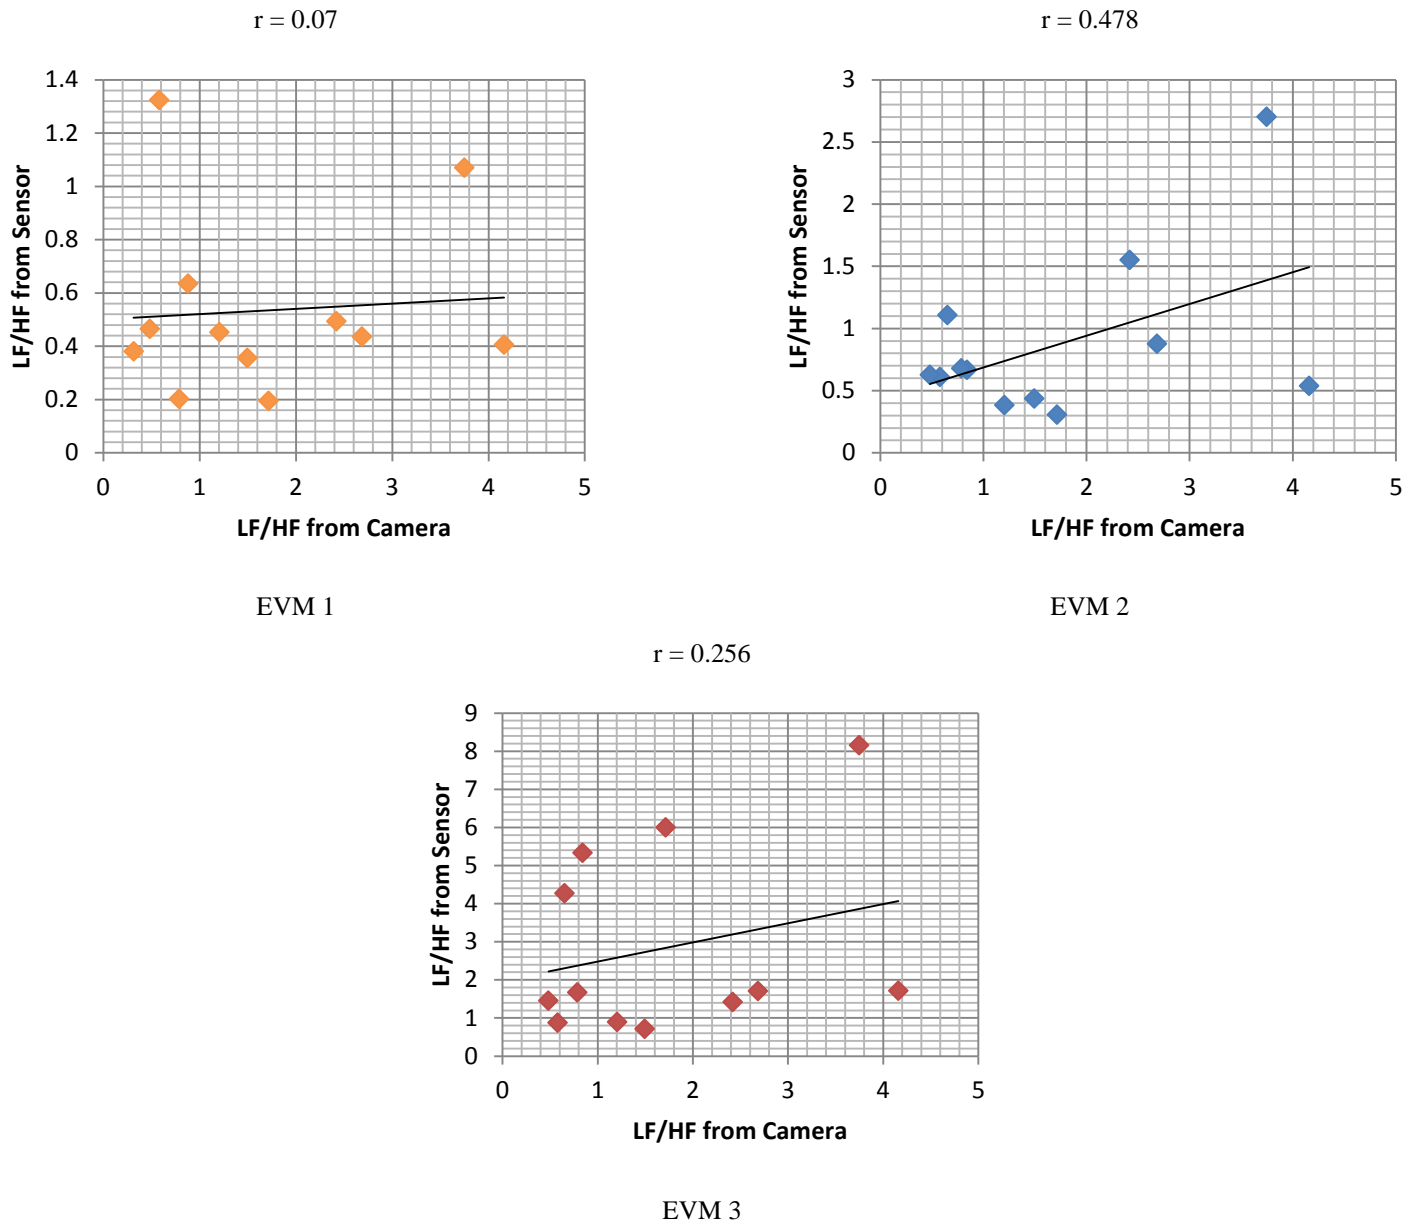 r = 0.07
1.4
1.2
1
0.8
0.6
0.4
0.2
0
LF/HF from Sensor
0 1 2 3 4 5
LF/HF from Camera
EVM 1
r = 0.478
3
2.5
2
1.5
1
0.5
0
LF/HF from Sensor
0 1 2 3 4 5
LF/HF from Camera
EVM 2
r = 0.256
9
8
7
6
5
4
3
2
1
0
LF/HF from Sensor
0 1 2 3 4 5
LF/HF from Camera
EVM 3